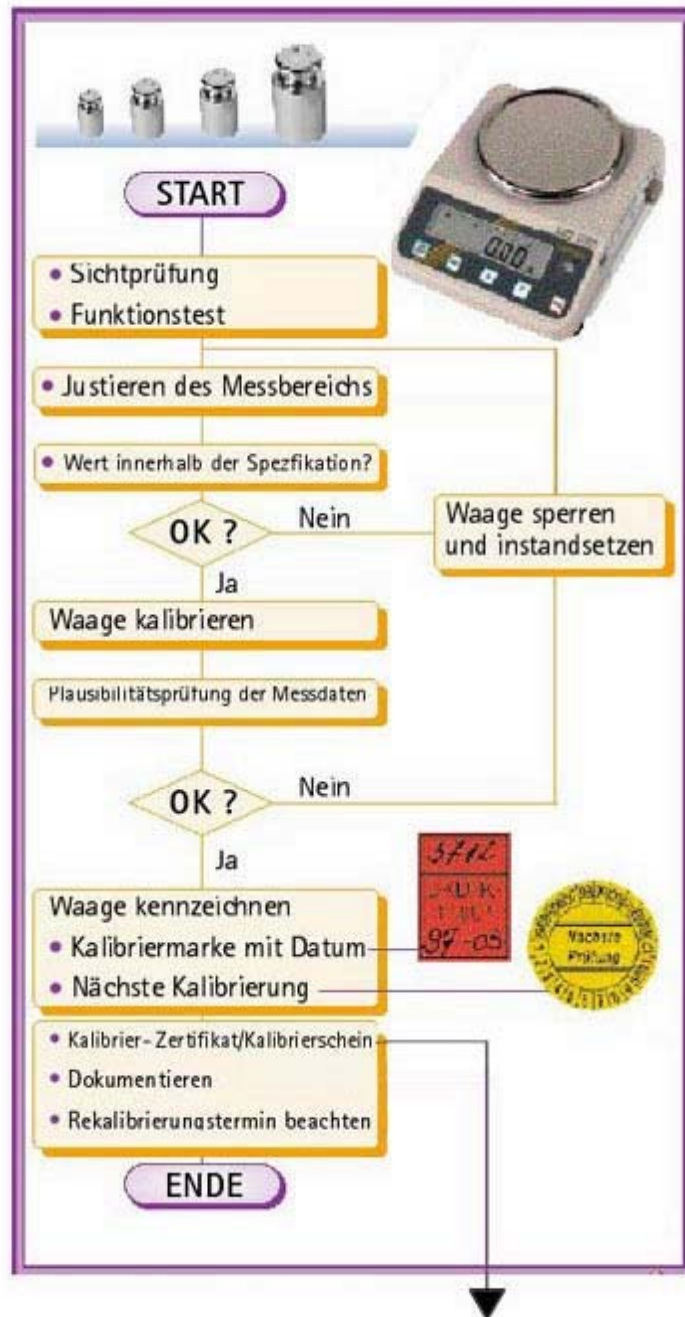 START
• Sichtprüfung
• Funktionstest
• Justieren des Messbereichs
• Wert innerhalb der Spezfikation?
OK ?
Nein
Waage sperren
und instandsetzen
Ja
Waage kalibrieren
Plausibilitätsprüfung der Messdaten
OK ?
Nein
Ja
Waage kennzeichnen
• Kalibriermarke mit Datum
• Nächste Kalibrierung
Nächste
Prüfung
• Kalibrier-Zertifikat/Kalibrierschein
• Dokumentieren
• Rekalibrierungstermin beachten
ENDE
0.00